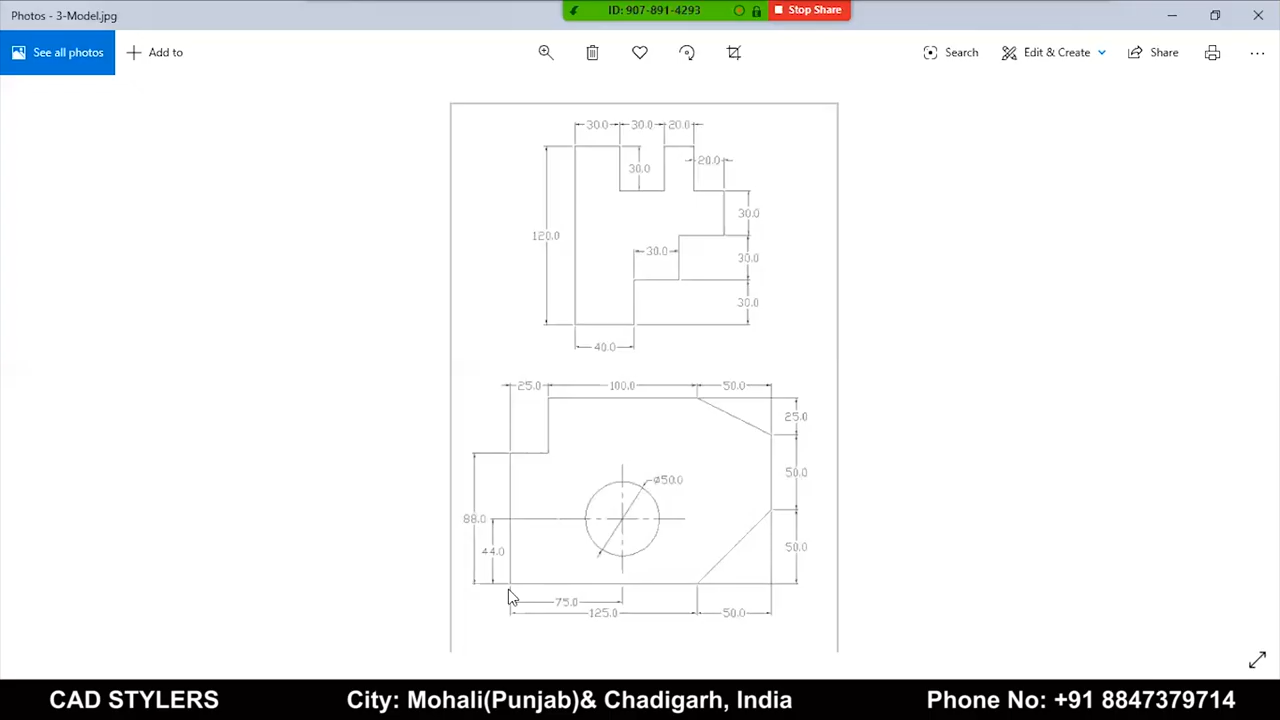 ID: 907-891-4293
Stop Share
Photos - 3-Model.jpg
See all photos
Add to
Search
Edit & Create
Share
30.0 30.0 20.0
20.0
30.0
30.0
120.0
30.0
30.0
30.0
40.0
25.0 100.0 50.0
25.0
50.0
ø50.0
88.0
50.0
44.0
75.0
125.0 50.0
CAD STYLERS
City: Mohali(Punjab)& Chadigarh, India
Phone No: +91 8847379714